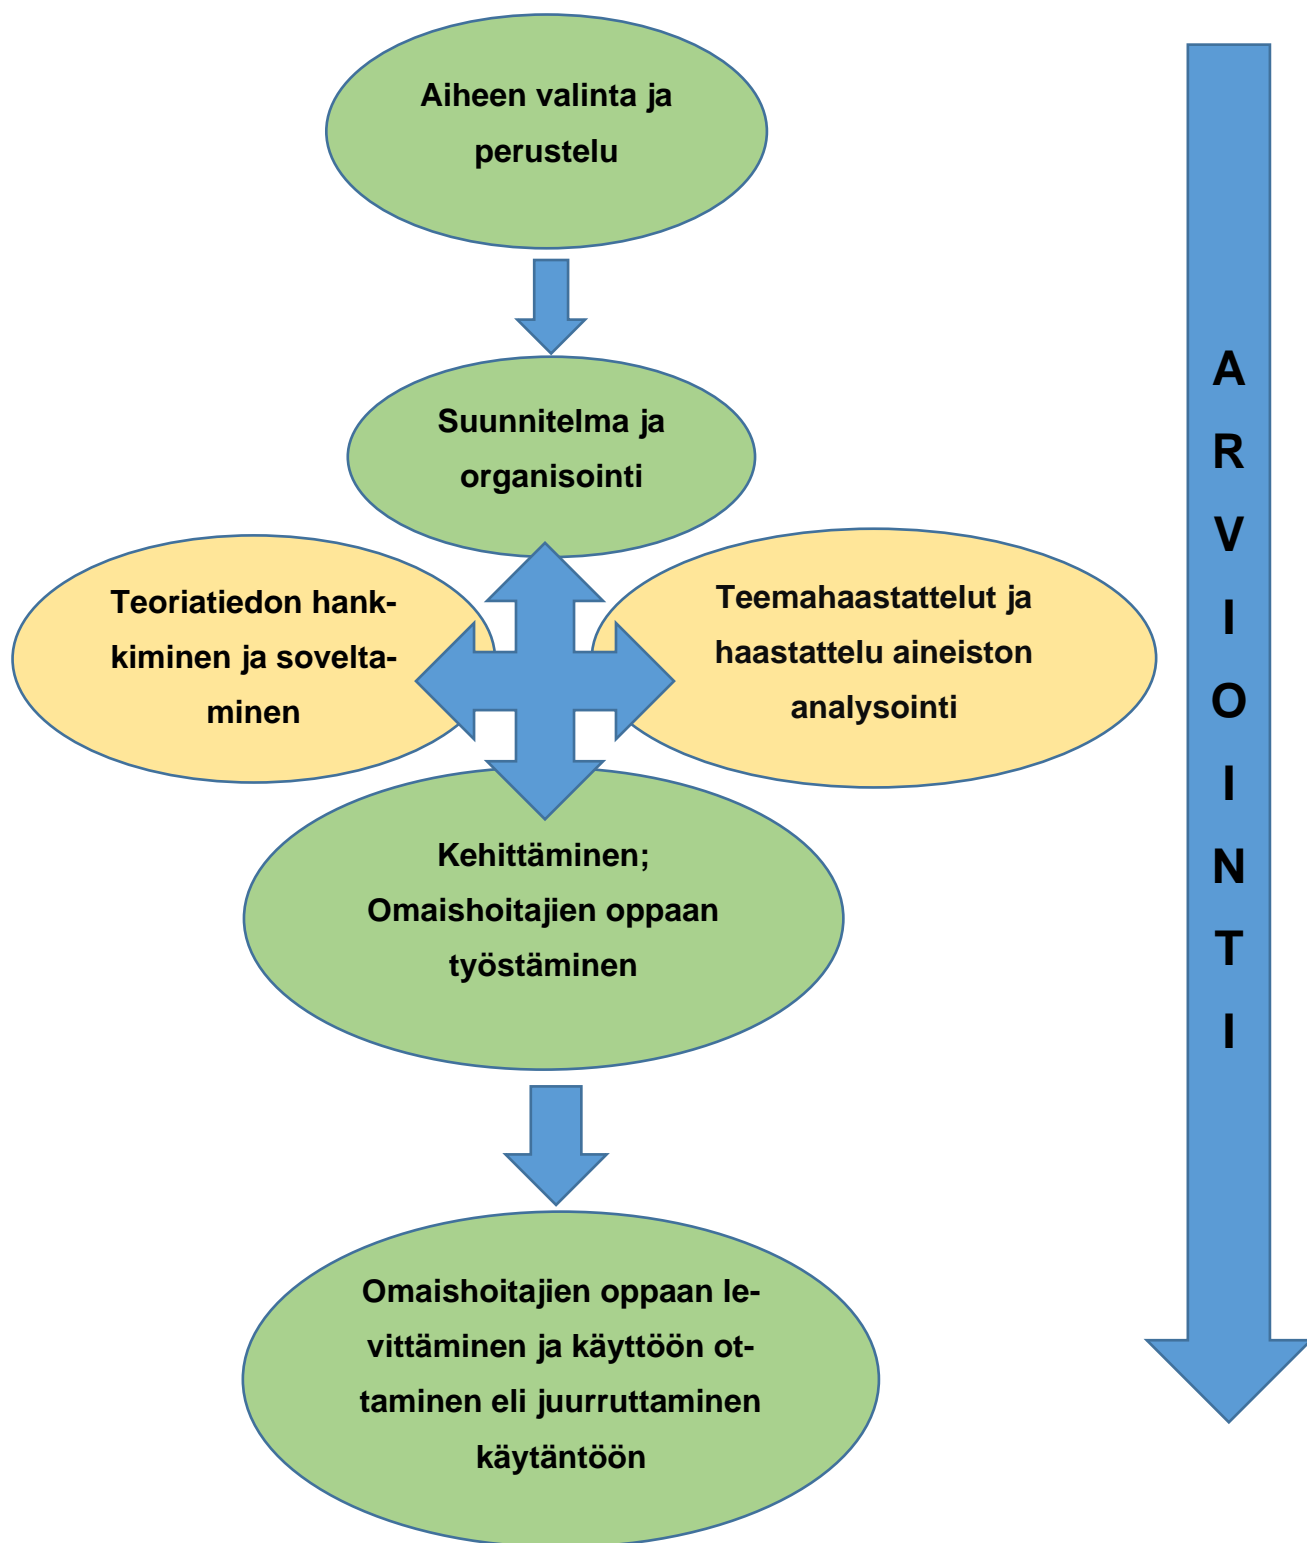 Aiheen valinta ja
perustelu
Suunnitelma ja
organisointi
Teoriatiedon hank-
kiminen ja sovelta-
minen
Teemahaastattelut ja
haastattelu aineiston
analysointi
Kehittäminen;
Omaishoitajien oppaan
työstäminen
Omaishoitajien oppaan le-
vittäminen ja käyttöön ot-
taminen eli juurruttaminen
käytäntöön
A
R
V
I
O
I
N
T
I